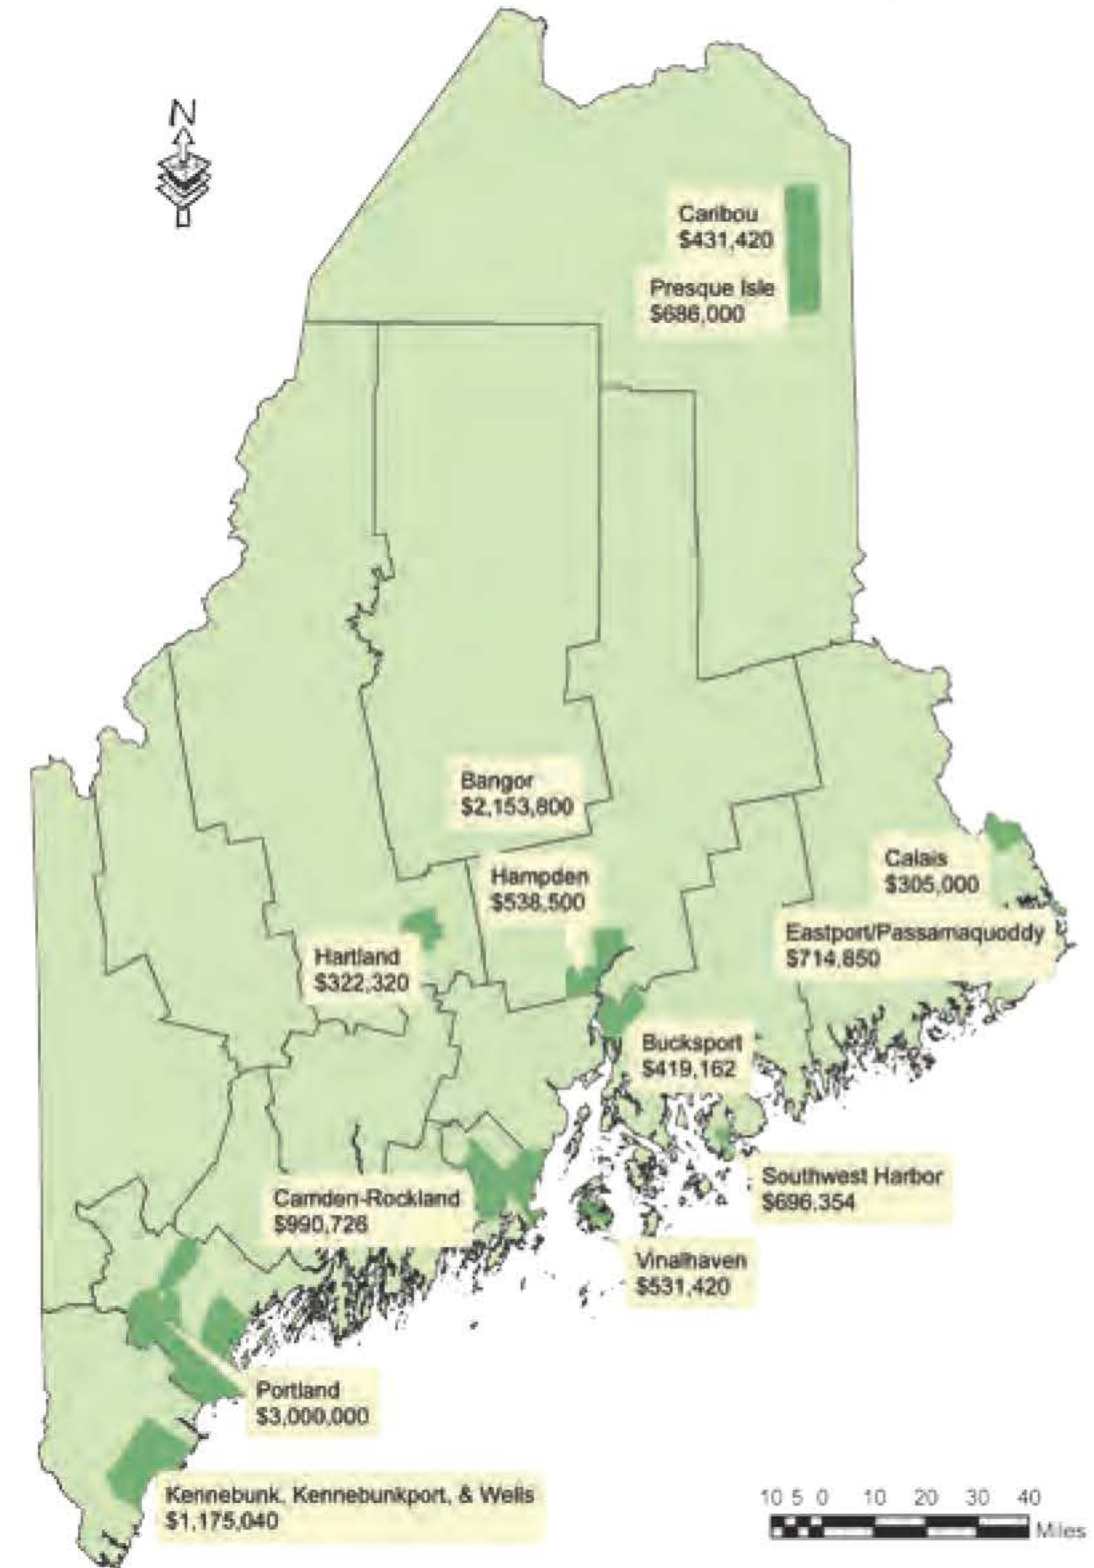 N
Caribou
$431,420
Presque Isle
$686,000
Bangor
$2,153,800
Hampden
$538,500
Calais
$305,000
Eastport/Passamaquoddy
$714,850
Hartland
$322,320
Bucksport
$419,162
Southwest Harbor
$696,354
Camden-Rockland
$990,726
Vinalhaven
$531,420
Portland
$3,000,000
Kennebunk, Kennebunkport, & Wells
$1,175,040
10 5 0 10 20 30 40
Miles